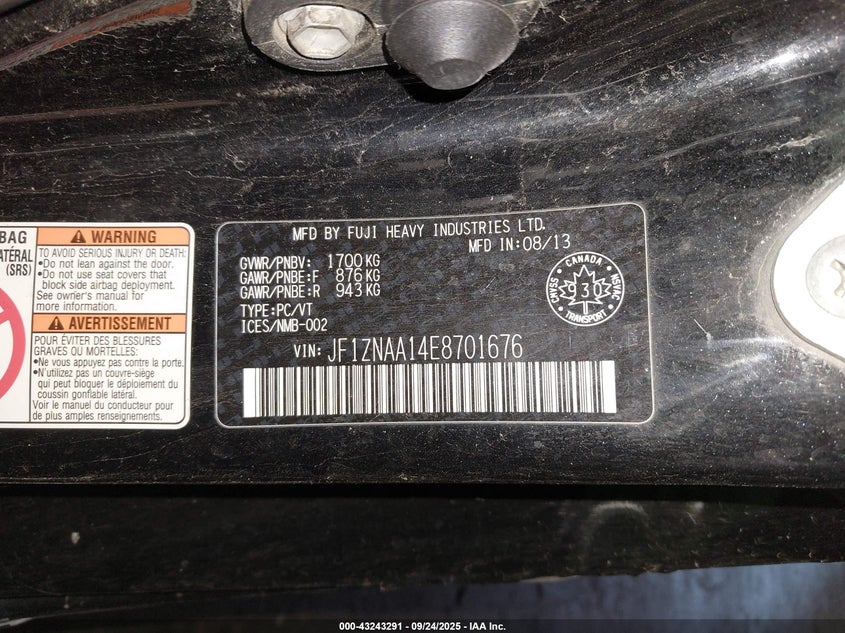 BAG
ATÉRAL
(SRS)
WARNING
TO AVOID SERIOUS INJURY OR DEATH:
•Do not lean against the door.
•Do not use seat covers that
block side airbag deployment.
See owner's manual for
more information.
AVERTISSEMENT
POUR ÉVITER DES BLESSURES
GRAVES OU MORTELLES:
•Ne vous appuyez pas contre la porte.
•N'utilizes pas un couvre-siège
qui peut bloquer le déploiement du
coussin gonflable latéral.
Voir le manuel du conducteur pour
de plus amples renseignements.
MFD BY FUJI HEAVY INDUSTRIES LTD.
MFD IN:08/13
GVWR/PNBV: 1700KG
GAWR/PNBE:F 876KG
GAWR/PNBE:R 943KG
TYPE:PC/VT
ICES/NMB-002
CANADA
CMVSS
NSVAC
930
TRANSPORT
VIN: JF1ZNAA14E8701676
000-43243291 - 09/24/2025 - IAA Inc.